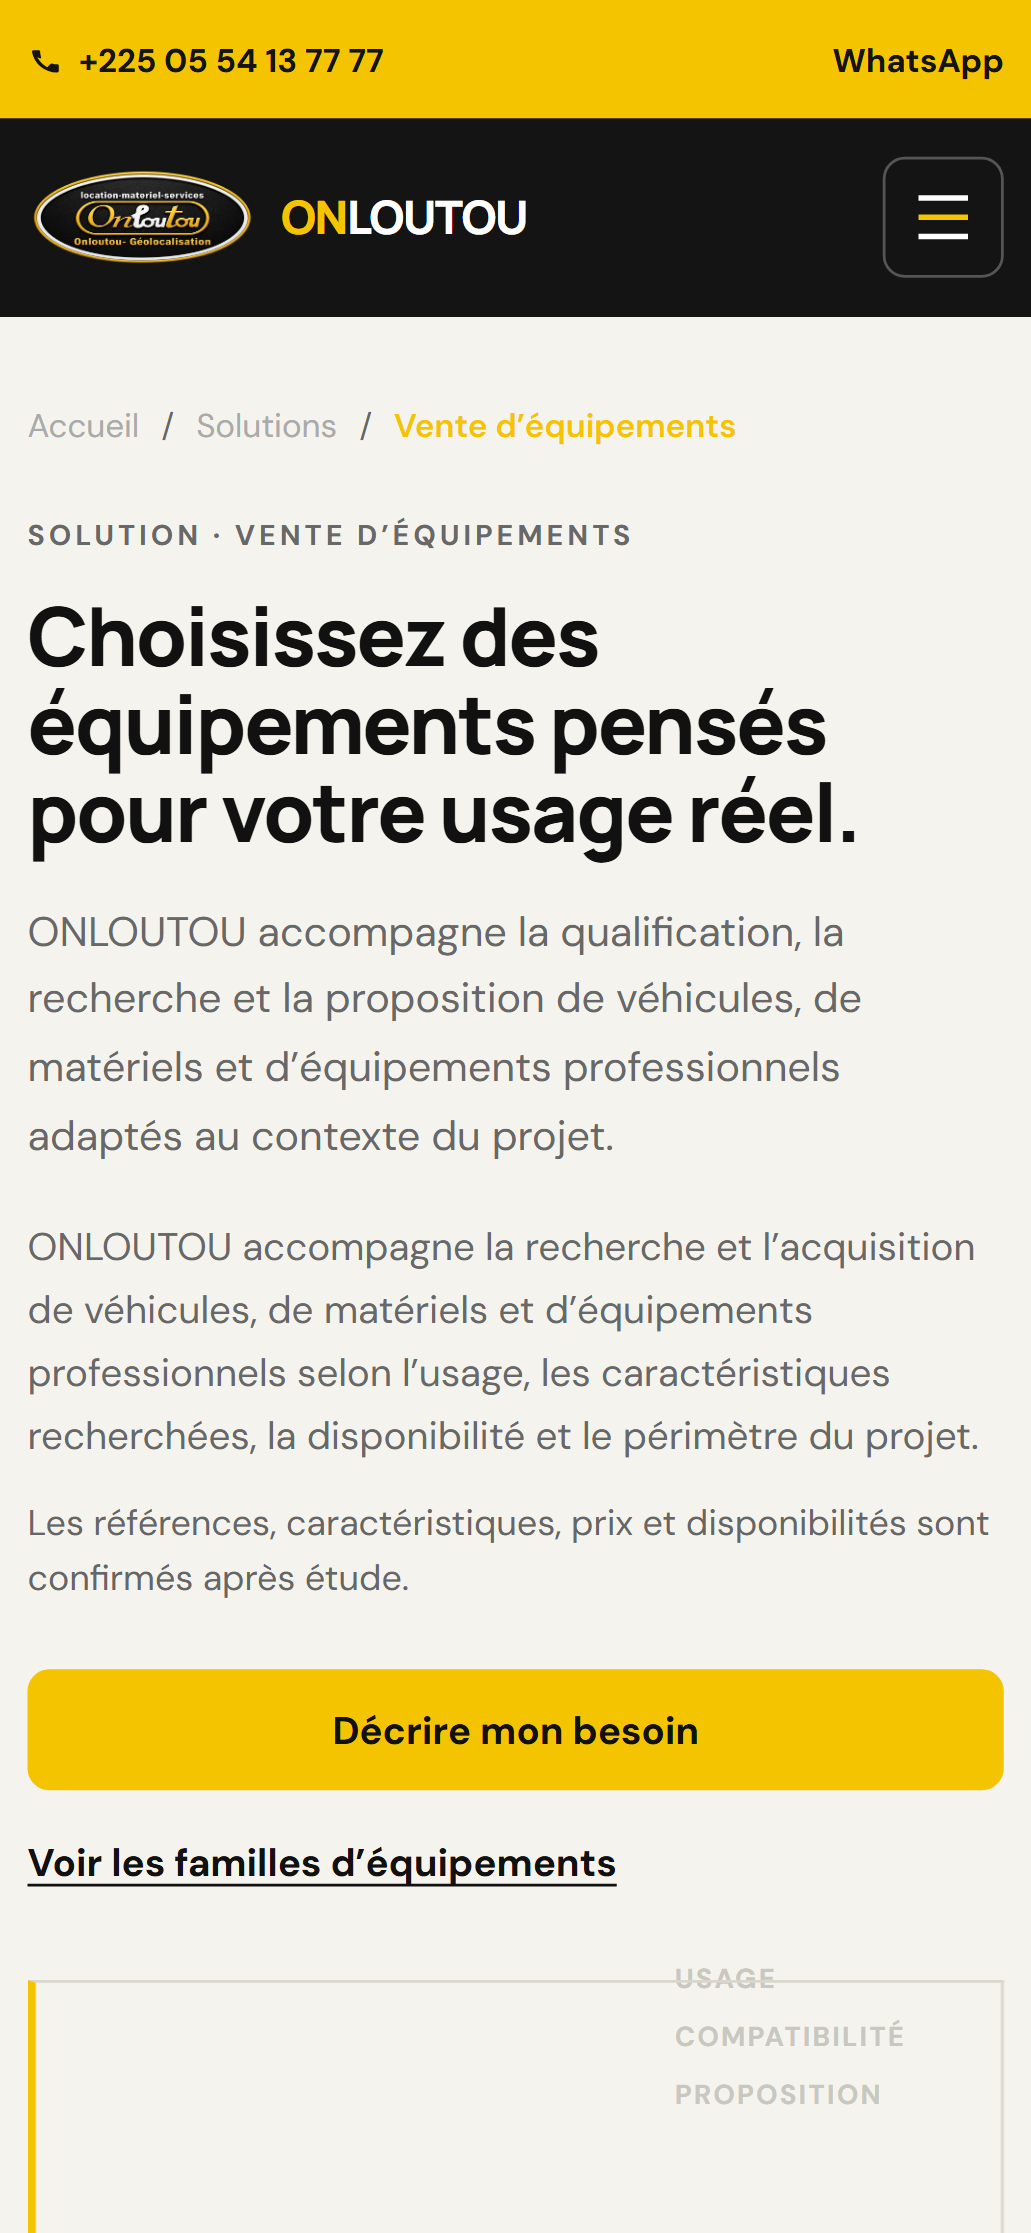 +225 05 54 13 77 77
WhatsApp
location-materiel-services
Onloutou
Onloutou- Géolocalisation
ONLOUTOU
Accueil / Solutions / Vente d’équipements
SOLUTION · VENTE D’ÉQUIPEMENTS
Choisissez des
équipements pensés
pour votre usage réel.
ONLOUTOU accompagne la qualification, la
recherche et la proposition de véhicules, de
matériels et d’équipements professionnels
adaptés au contexte du projet.
ONLOUTOU accompagne la recherche et l’acquisition
de véhicules, de matériels et d’équipements
professionnels selon l’usage, les caractéristiques
recherchées, la disponibilité et le périmètre du projet.
Les références, caractéristiques, prix et disponibilités sont
confirmés après étude.
Décrire mon besoin
Voir les familles d’équipements
USAGE
COMPATIBILITÉ
PROPOSITION